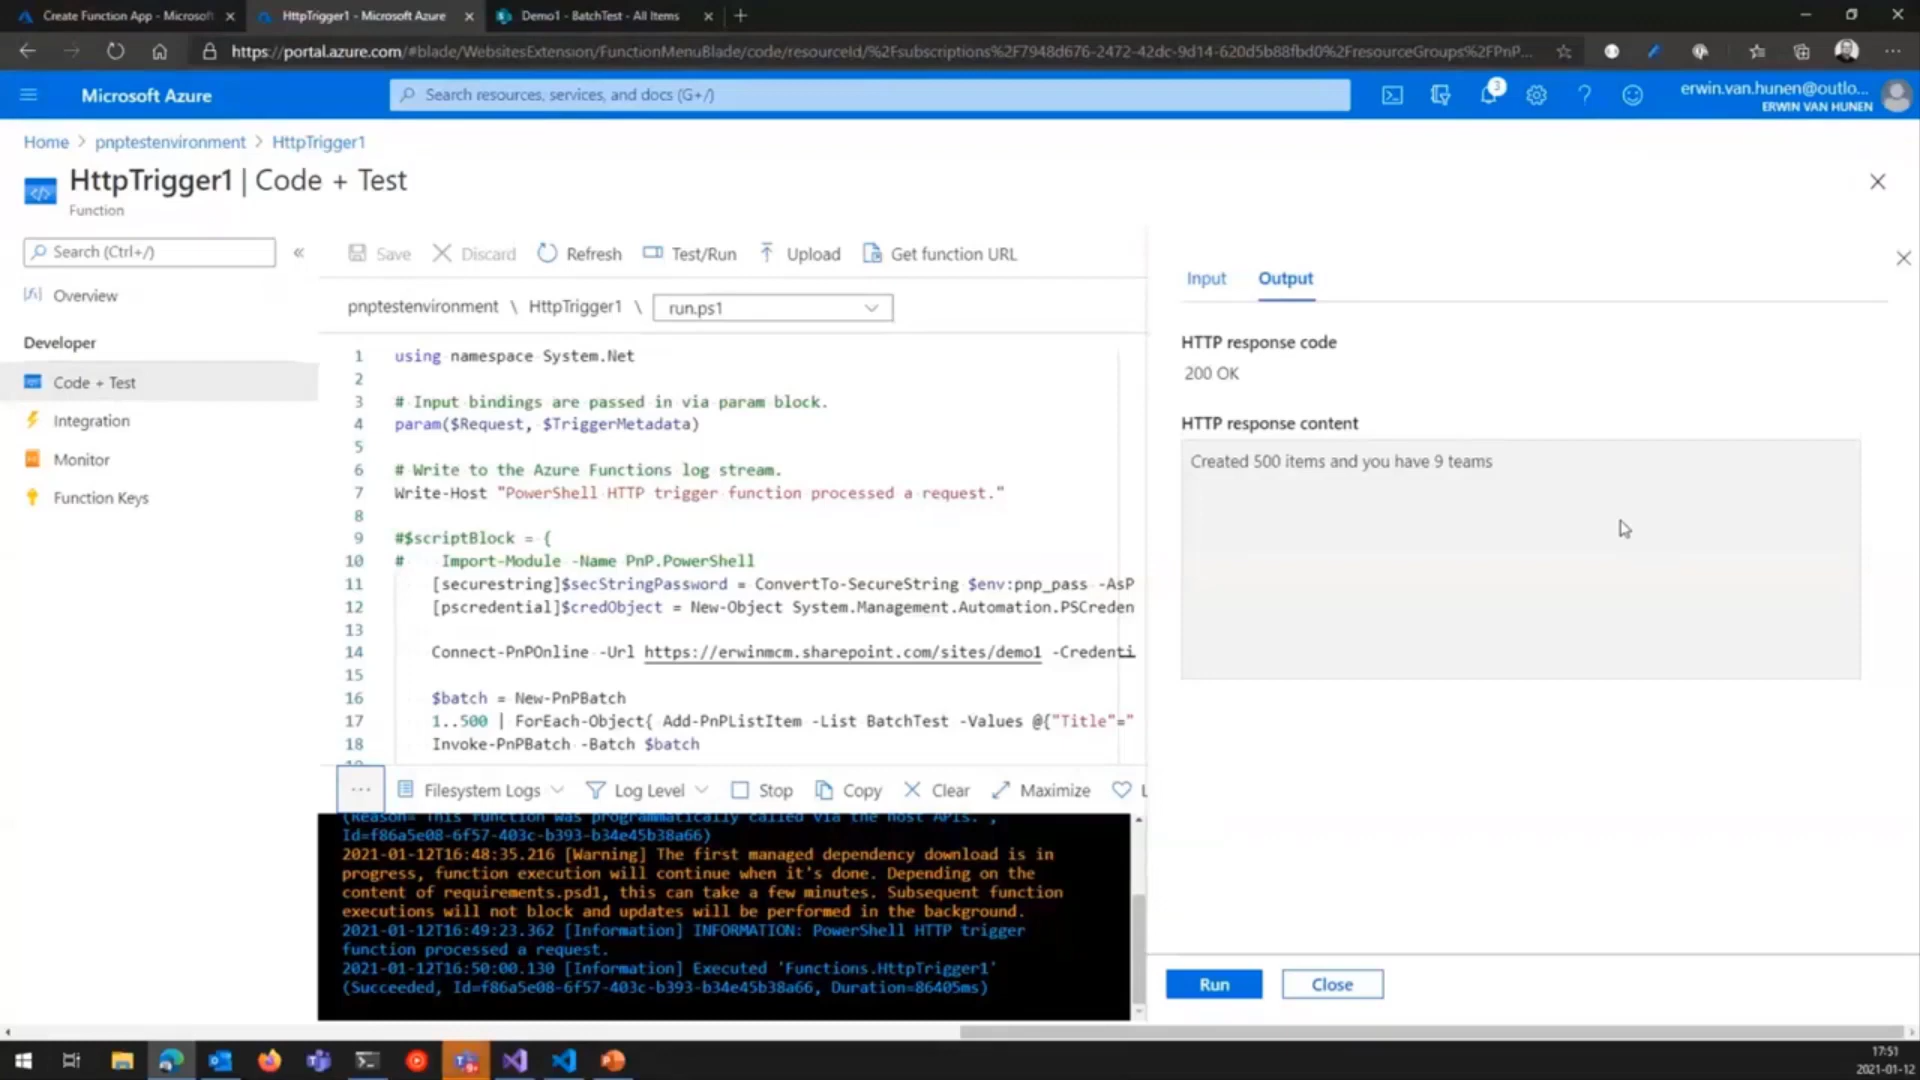 Create Function App - Microsoft
HttpTrigger1 - Microsoft Azure
Demo1 - BatchTest - All Items
https://portal.azure.com/#blade/WebsitesExtension/FunctionMenuBlade/code/resourceId/%2Fsubscriptions%2F7948d676-2472-42dc-9d14-620d5b88fbd0%2FresourceGroups%2FPnP...
Microsoft Azure
Search resources, services, and docs (G+/)
3
erwin.van.hunen@outlo...
ERWIN VAN HUNEN
Home > pnptestenvironment > HttpTrigger1
HttpTrigger1 | Code + Test
Function
Search (Ctrl+/)
«
Overview
Developer
Code + Test
Integration
Monitor
Function Keys
Save Discard Refresh Test/Run Upload Get function URL
pnptestenvironment \ HttpTrigger1 \ run.ps1
1 using namespace System.Net
2
3 # Input bindings are passed in via param block.
4 param($Request, $TriggerMetadata)
5
6 # Write to the Azure Functions log stream.
7 Write-Host "PowerShell HTTP trigger function processed a request."
8
9 #$scriptBlock = {
10 # Import-Module -Name PnP.PowerShell
11 [securestring]$secStringPassword = ConvertTo-SecureString $env:pnp_pass -AsP
12 [pscredential]$credObject = New-Object System.Management.Automation.PSCreden
13
14 Connect-PnPOnline -Url https://erwinmcm.sharepoint.com/sites/demo1 -Credenti
15
16 $batch = New-PnPBatch
17 1..500 | ForEach-Object{ Add-PnPListItem -List BatchTest -Values @{"Title"="
18 Invoke-PnPBatch -Batch $batch
19
... Filesystem Logs Log Level Stop Copy Clear Maximize L
(Reason='This function was programmatically called via the host APIs.',
Id=f86a5e08-6f57-403c-b393-b34e45b38a66)
2021-01-12T16:48:35.216 [Warning] The first managed dependency download is in
progress, function execution will continue when it's done. Depending on the
content of requirements.psd1, this can take a few minutes. Subsequent function
executions will not block and updates will be performed in the background.
2021-01-12T16:49:23.362 [Information] INFORMATION: PowerShell HTTP trigger
function processed a request.
2021-01-12T16:50:00.130 [Information] Executed 'Functions.HttpTrigger1'
(Succeeded, Id=f86a5e08-6f57-403c-b393-b34e45b38a66, Duration=86405ms)
Input Output
HTTP response code
200 OK
HTTP response content
Created 500 items and you have 9 teams
Run Close
17:51
2021-01-12